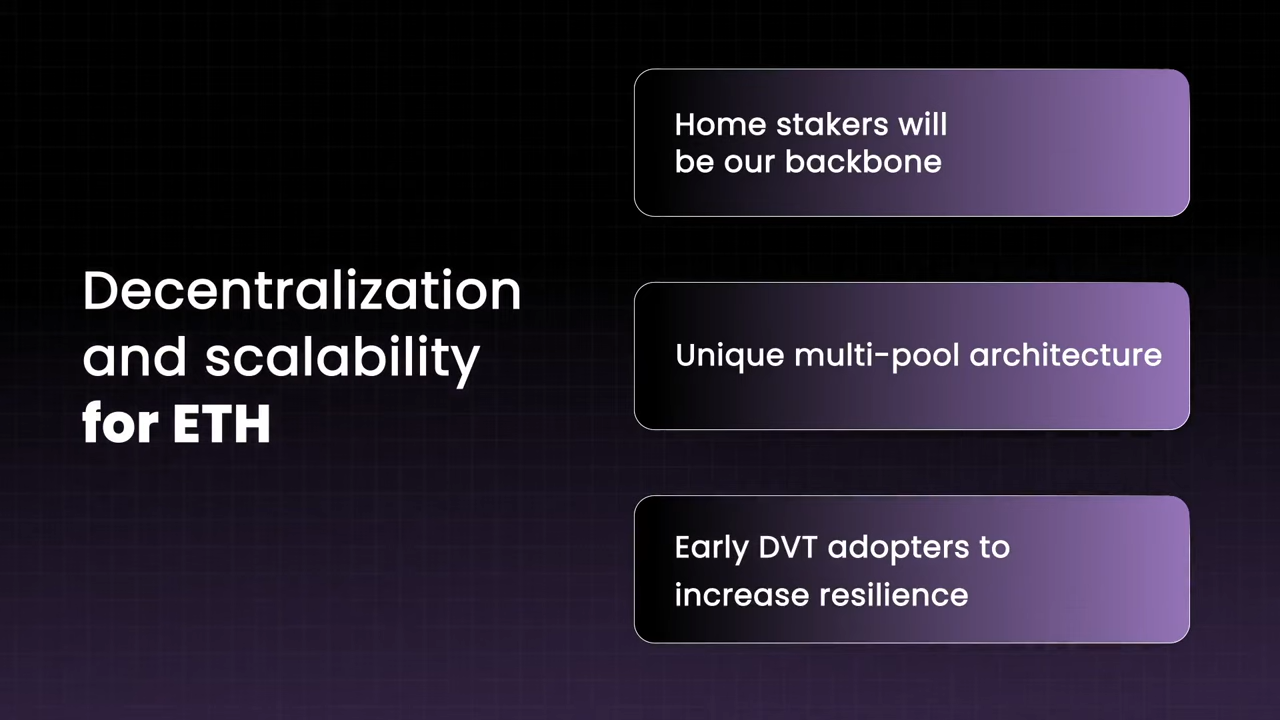 Decentralization
and scalability
for ETH
Home stakers will
be our backbone
Unique multi-pool architecture
Early DVT adopters to
increase resilience